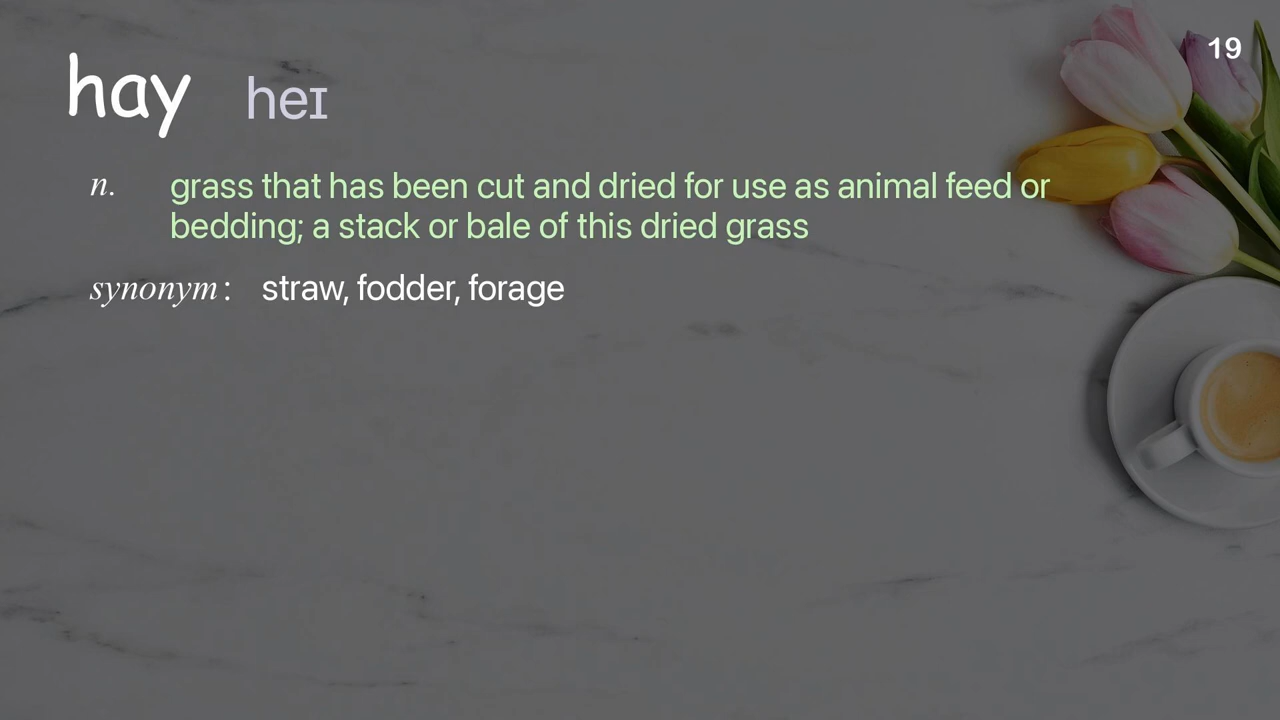 19
hay heɪ
n. grass that has been cut and dried for use as animal feed or
bedding; a stack or bale of this dried grass
synonym: straw, fodder, forage